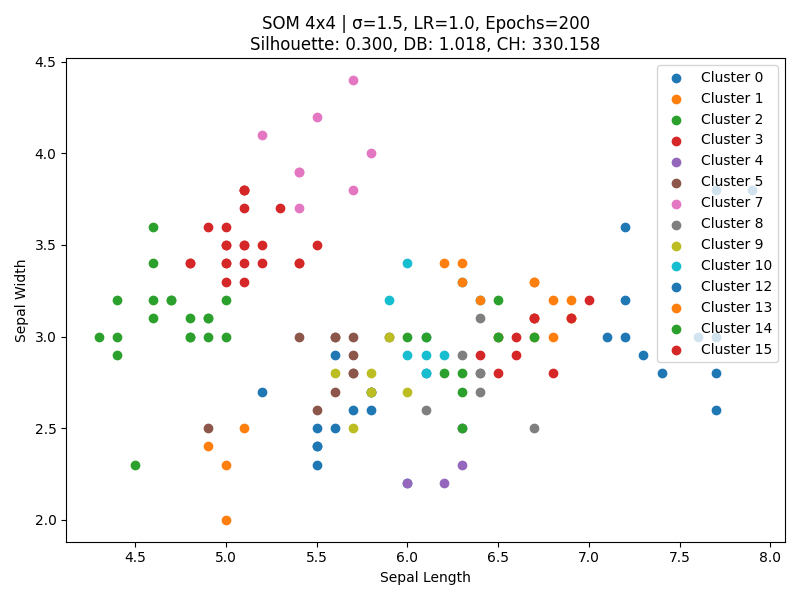 SOM 4x4 | σ=1.5, LR=1.0, Epochs=200
Silhouette: 0.300, DB: 1.018, CH: 330.158
Cluster 0
Cluster 1
Cluster 2
Cluster 3
Cluster 4
Cluster 5
Cluster 7
Cluster 8
Cluster 9
Cluster 10
Cluster 12
Cluster 13
Cluster 14
Cluster 15
4.5
4.0
3.5
3.0
2.5
2.0
Sepal Width
4.5 5.0 5.5 6.0 6.5 7.0 7.5 8.0
Sepal Length